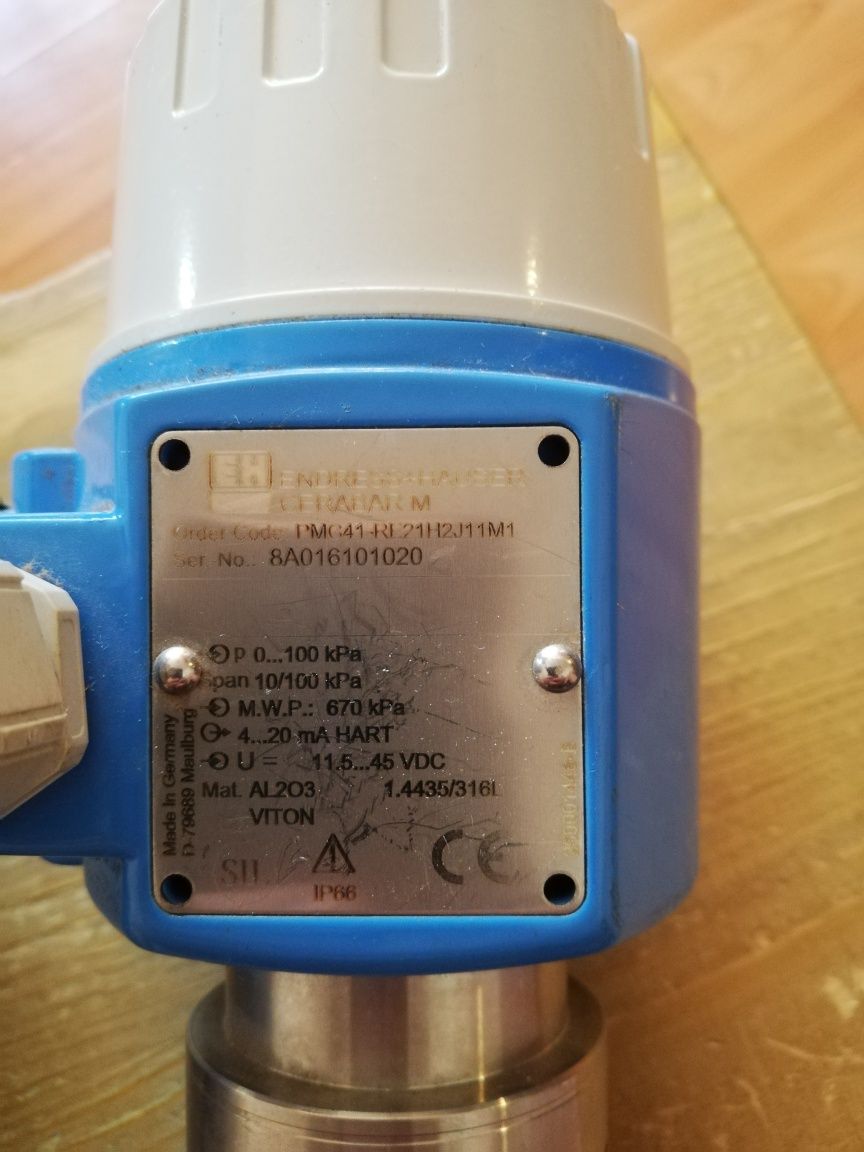 EH ENDRESS+HAUSER
CERABAR M
Order Code: PMC41-RE21H2J11M1
Ser. No.: 8A016101020
p 0...100 kPa
Span 10/100 kPa
M.W.P.: 670 kPa
4...20 mA HART
U = 11.5...45 VDC
Mat. AL2O3 1.4435/316L
VITON
Made in Germany
D-79689 Maulburg
SIL
IP66
CE